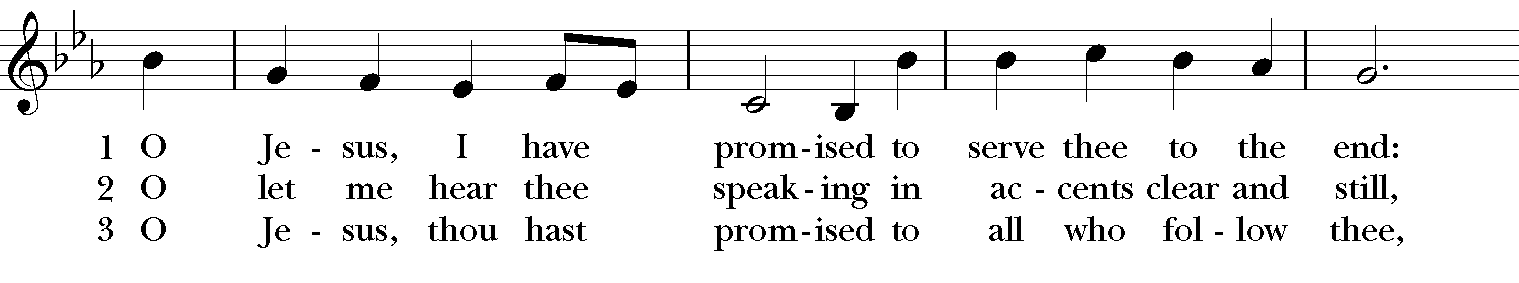 1 O Je - sus, I have prom - ised to serve thee to the end:
2 O let me hear thee speak - ing in ac - cents clear and still,
3 O Je - sus, thou hast prom - ised to all who fol - low thee,